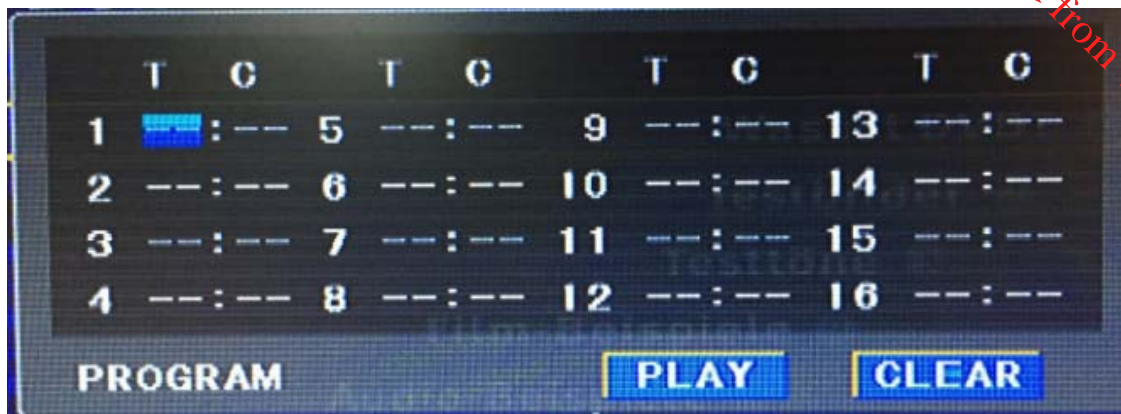 from
T C T C T C T C
1 --:-- 5 --:-- 9 --:-- 13 --:--
2 --:-- 6 --:-- 10 --:-- 14 --:--
3 --:-- 7 --:-- 11 --:-- 15 --:--
4 --:-- 8 --:-- 12 --:-- 16 --:--
PROGRAM PLAY CLEAR